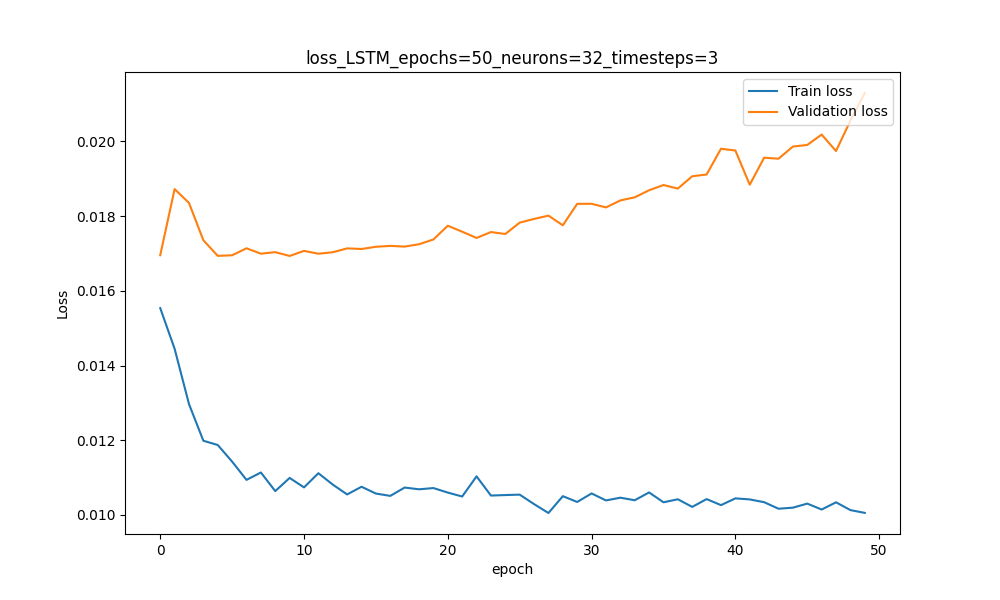 loss_LSTM_epochs=50_neurons=32_timesteps=3
Train loss
Validation loss
0.020
0.018
0.016
0.014
0.012
0.010
Loss
0 10 20 30 40 50
epoch